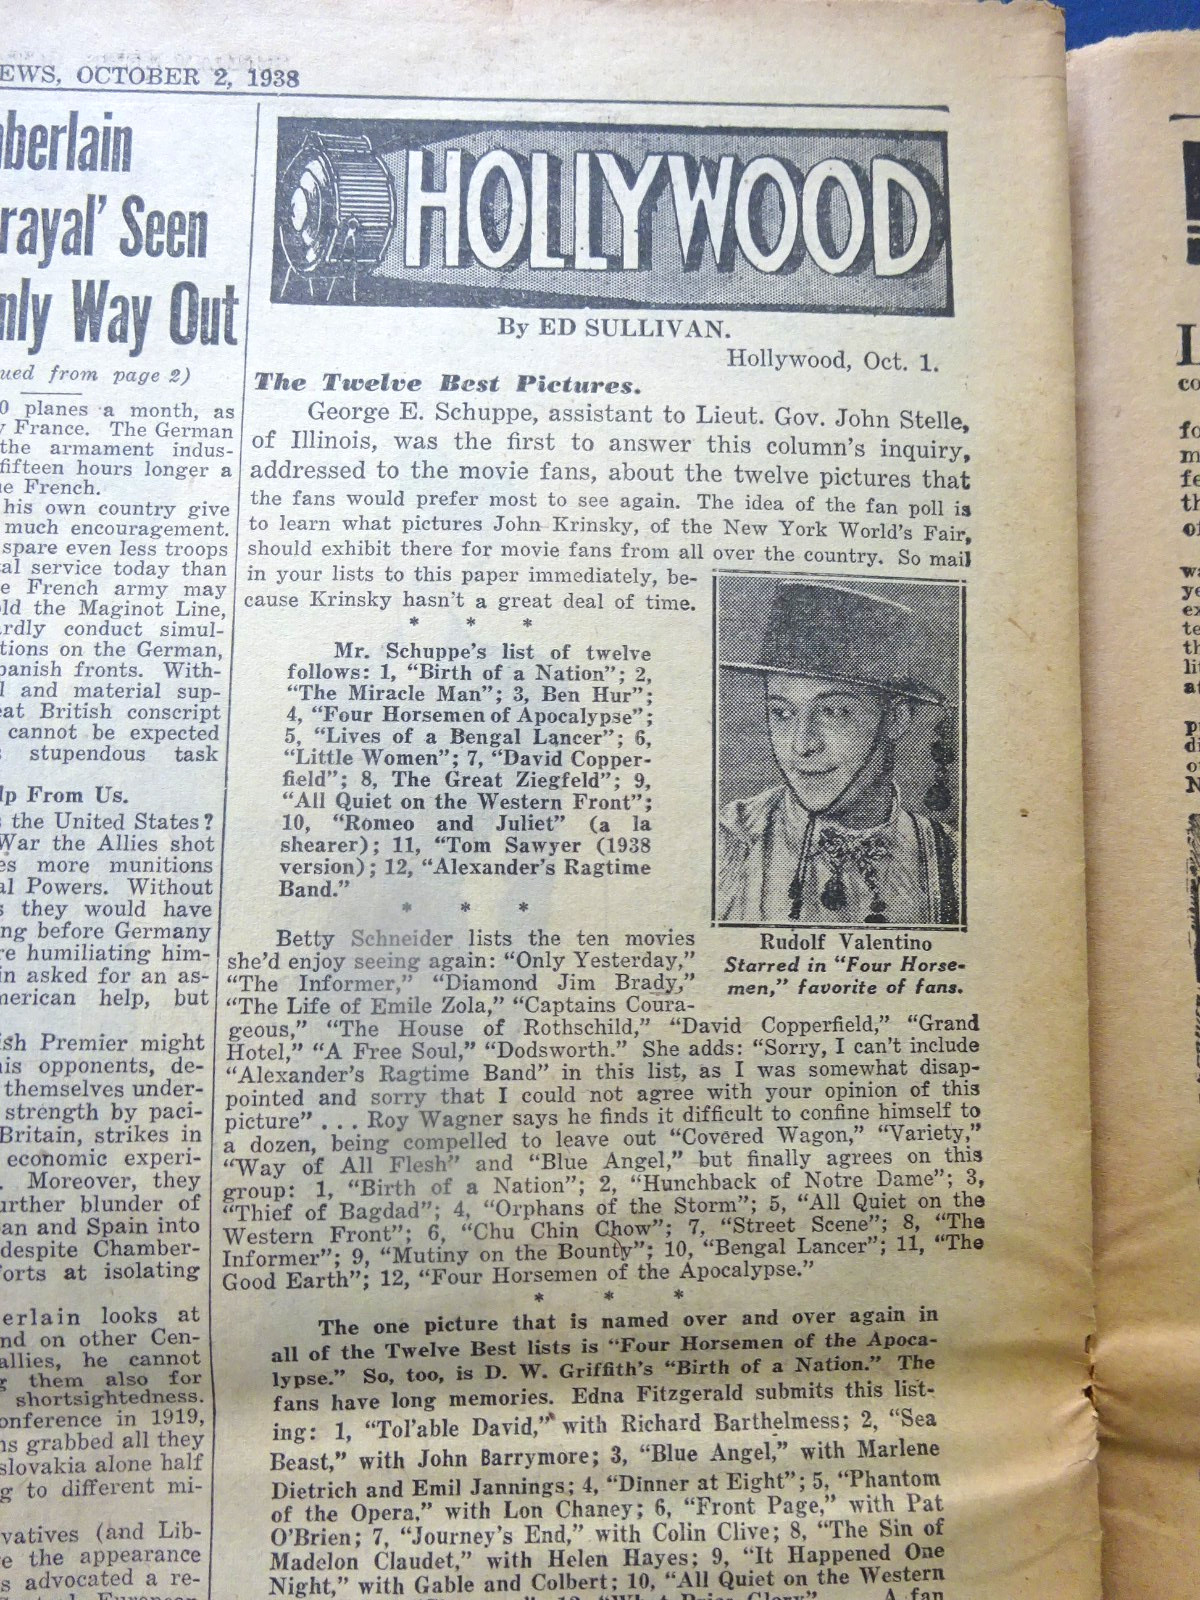 EWS, OCTOBER 2, 1938
berlain
rayal' Seen
nly Way Out
ued from page 2)
0 planes a month, as
y France. The German
the armament indus-
fifteen hours longer a
e French.
his own country give
much encouragement.
spare even less troops
tal service today than
e French army may
old the Maginot Line,
ardly conduct simul-
tions on the German,
panish fronts. With-
l and material sup-
eat British conscript
cannot be expected
s stupendous task
lp From Us.
s the United States?
War the Allies shot
es more munitions
al Powers. Without
s they would have
ng before Germany
re humiliating him-
in asked for an as-
merican help, but
ish Premier might
his opponents, de-
themselves under-
strength by paci-
Britain, strikes in
economic experi-
. Moreover, they
urther blunder of
pan and Spain into
despite Chamber-
forts at isolating
erlain looks at
nd on other Cen-
allies, he cannot
g them also for
shortsightedness.
onference in 1919,
ns grabbed all they
slovakia alone half
g to different mi-
vatives (and Lib-
e the appearance
s advocated a re-
HOLLYWOOD
By ED SULLIVAN.
Hollywood, Oct. 1.
The Twelve Best Pictures.
George E. Schuppe, assistant to Lieut. Gov. John Stelle,
of Illinois, was the first to answer this column's inquiry,
addressed to the movie fans, about the twelve pictures that
the fans would prefer most to see again. The idea of the fan poll is
to learn what pictures John Krinsky, of the New York World's Fair,
should exhibit there for movie fans from all over the country. So mail
in your lists to this paper immediately, be-
cause Krinsky hasn't a great deal of time.
* * *
Mr. Schuppe's list of twelve
follows: 1, "Birth of a Nation"; 2,
"The Miracle Man"; 3, Ben Hur";
4, "Four Horsemen of Apocalypse";
5, "Lives of a Bengal Lancer"; 6,
"Little Women"; 7, "David Copper-
field"; 8, The Great Ziegfeld"; 9,
"All Quiet on the Western Front";
10, "Romeo and Juliet" (a la
shearer); 11, "Tom Sawyer (1938
version); 12, "Alexander's Ragtime
Band."
* * *
Rudolf Valentino
Starred in "Four Horse-
men," favorite of fans.
Betty Schneider lists the ten movies
she'd enjoy seeing again: "Only Yesterday,"
"The Informer," "Diamond Jim Brady,"
"The Life of Emile Zola," "Captains Coura-
geous," "The House of Rothschild," "David Copperfield," "Grand
Hotel," "A Free Soul," "Dodsworth." She adds: "Sorry, I can't include
"Alexander's Ragtime Band" in this list, as I was somewhat disap-
pointed and sorry that I could not agree with your opinion of this
picture" . . . Roy Wagner says he finds it difficult to confine himself to
a dozen, being compelled to leave out "Covered Wagon," "Variety,"
"Way of All Flesh" and "Blue Angel," but finally agrees on this
group: 1, "Birth of a Nation"; 2, "Hunchback of Notre Dame"; 3,
"Thief of Bagdad"; 4, "Orphans of the Storm"; 5, "All Quiet on the
Western Front"; 6, "Chu Chin Chow"; 7, "Street Scene"; 8, "The
Informer"; 9, "Mutiny on the Bounty"; 10, "Bengal Lancer"; 11, "The
Good Earth"; 12, "Four Horsemen of the Apocalypse."
* * *
The one picture that is named over and over again in
all of the Twelve Best lists is "Four Horsemen of the Apoca-
lypse." So, too, is D. W. Griffith's "Birth of a Nation." The
fans have long memories. Edna Fitzgerald submits this list-
ing: 1, "Tol'able David," with Richard Barthelmess; 2, "Sea
Beast," with John Barrymore; 3, "Blue Angel," with Marlene
Dietrich and Emil Jannings; 4, "Dinner at Eight"; 5, "Phantom
of the Opera," with Lon Chaney; 6, "Front Page," with Pat
O'Brien; 7, "Journey's End," with Colin Clive; 8, "The Sin of
Madelon Claudet," with Helen Hayes; 9, "It Happened One
Night," with Gable and Colbert; 10, "All Quiet on the Western
A fan